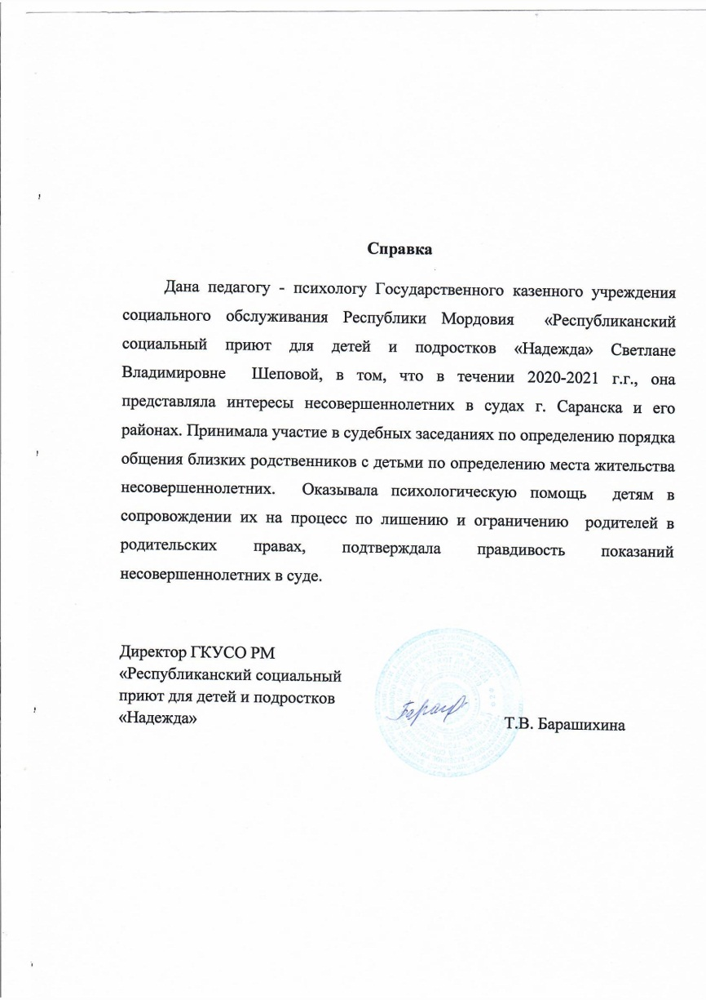 Справка
Дана педагогу - психологу Государственного казенного учреждения
социального обслуживания Республики Мордовия «Республиканский
социальный приют для детей и подростков «Надежда» Светлане
Владимировне Шеповой, в том, что в течении 2020-2021 г.г., она
представляла интересы несовершеннолетних в судах г. Саранска и его
районах. Принимала участие в судебных заседаниях по определению порядка
общения близких родственников с детьми по определению места жительства
несовершеннолетних. Оказывала психологическую помощь детям в
сопровождении их на процесс по лишению и ограничению родителей в
родительских правах, подтверждала правдивость показаний
несовершеннолетних в суде.
Директор ГКУСО РМ
«Республиканский социальный
приют для детей и подростков
«Надежда»
Т.В. Барашихина